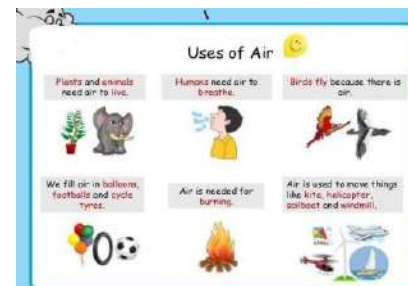 Uses of Air
Plants and animals
need air to live.
Humans need air to
breathe.
Birds fly because there is
air.
We fill air in balloons,
footballs and cycle
tyres.
Air is needed for
burning.
Air is used to move things
like kite, helicopter,
sailboat and windmill.